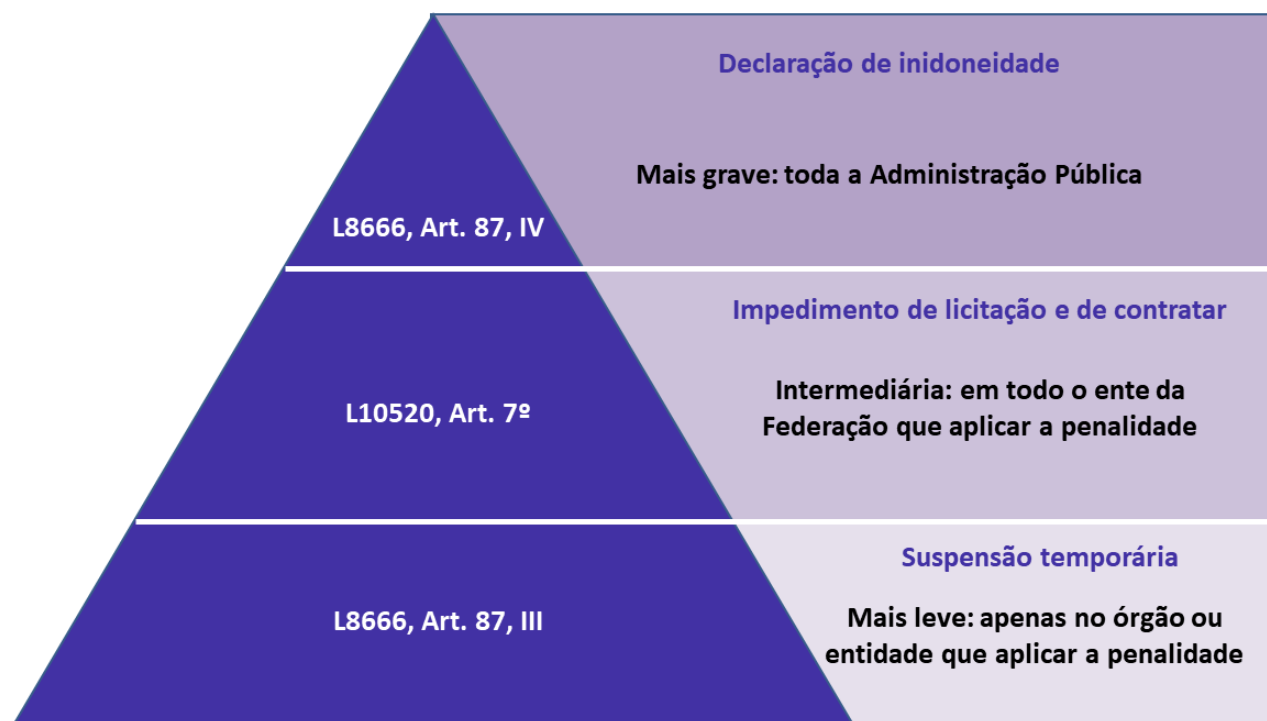 Declaração de inidoneidade
Mais grave: toda a Administração Pública
L8666, Art. 87, IV
Impedimento de licitação e de contratar
Intermediária: em todo o ente da
Federação que aplicar a penalidade
L10520, Art. 7º
Suspensão temporária
Mais leve: apenas no órgão ou
entidade que aplicar a penalidade
L8666, Art. 87, III